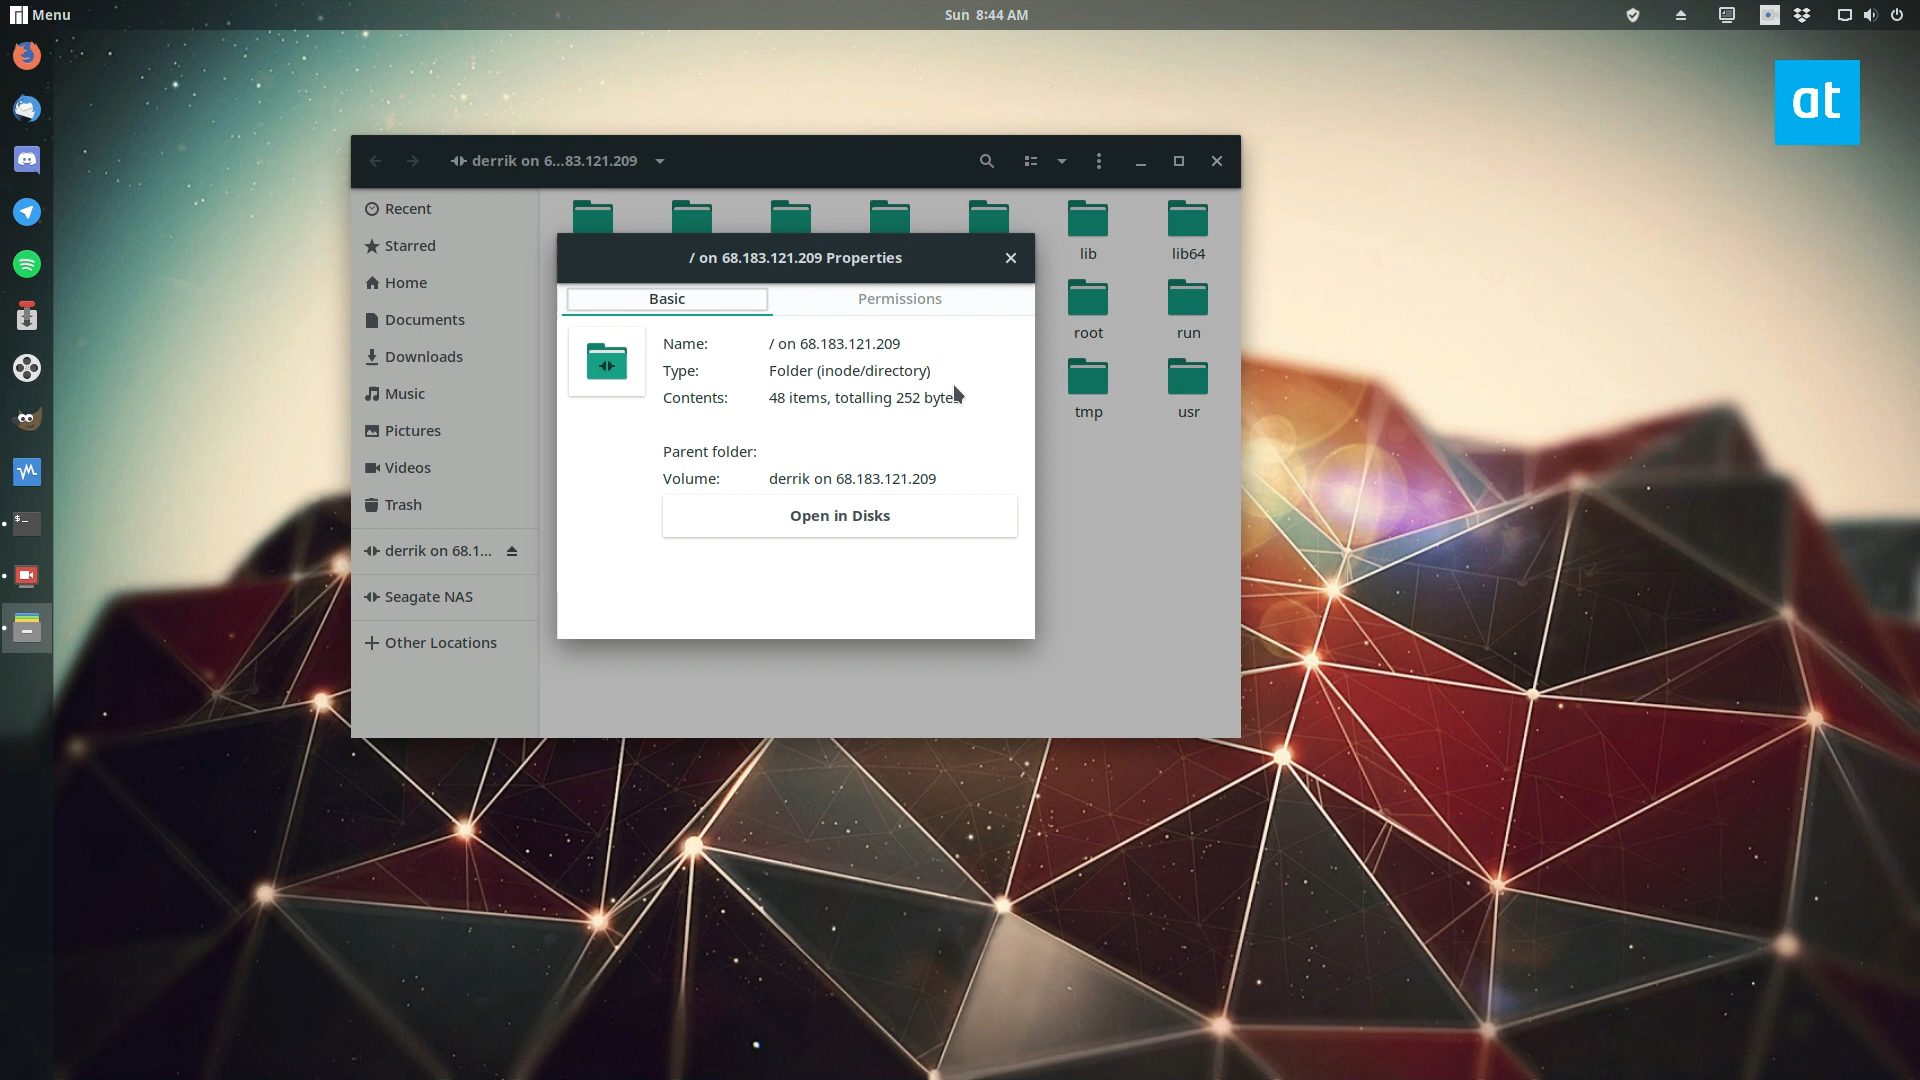 Menu
Sun 8:44 AM
at
derrik on 6...83.121.209
Recent
Starred
Home
Documents
Downloads
Music
Pictures
Videos
Trash
derrik on 68.1...
Seagate NAS
Other Locations
lib
lib64
root
run
tmp
usr
/ on 68.183.121.209 Properties
Basic
Permissions
Name: / on 68.183.121.209
Type: Folder (inode/directory)
Contents: 48 items, totalling 252 bytes
Parent folder:
Volume: derrik on 68.183.121.209
Open in Disks